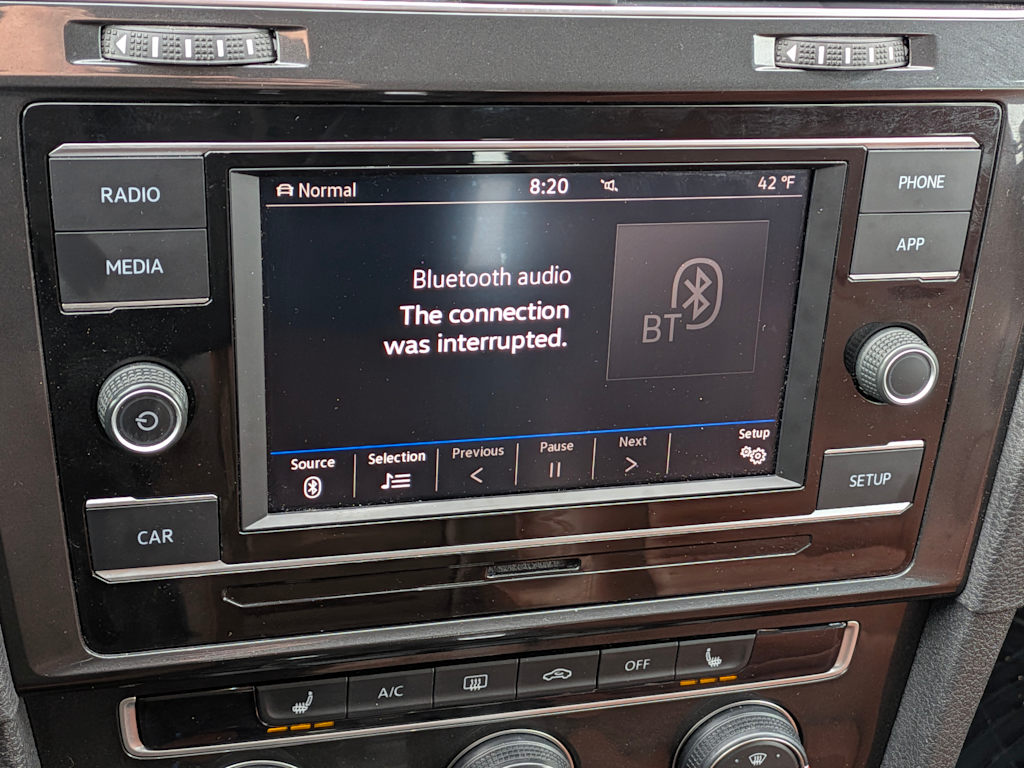 RADIO
MEDIA
CAR
Normal
8:20
42 °F
Bluetooth audio
The connection
was interrupted.
BT
Source
Selection
Previous
Pause
Next
Setup
PHONE
APP
SETUP
A/C
OFF